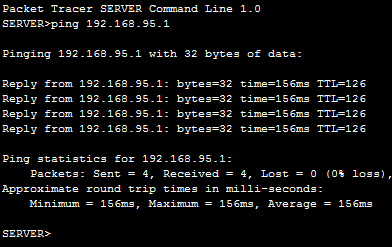 Packet Tracer SERVER Command Line 1.0
SERVER>ping 192.168.95.1
Pinging 192.168.95.1 with 32 bytes of data:
Reply from 192.168.95.1: bytes=32 time=156ms TTL=126
Reply from 192.168.95.1: bytes=32 time=156ms TTL=126
Reply from 192.168.95.1: bytes=32 time=156ms TTL=126
Reply from 192.168.95.1: bytes=32 time=156ms TTL=126
Ping statistics for 192.168.95.1:
Packets: Sent = 4, Received = 4, Lost = 0 (0% loss),
Approximate round trip times in milli-seconds:
Minimum = 156ms, Maximum = 156ms, Average = 156ms
SERVER>